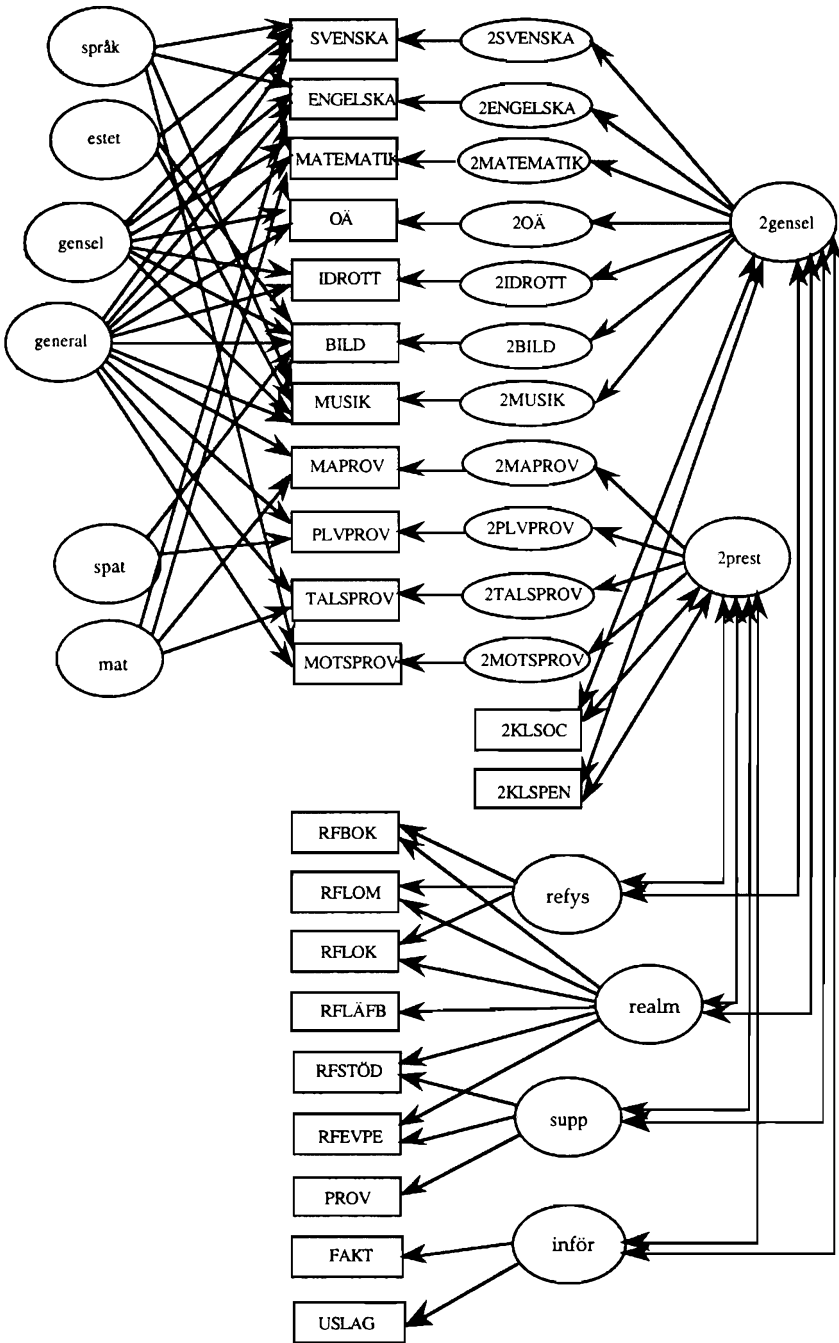 språk
estet
gensel
general
spat
mat
SVENSKA
ENGELSKA
MATEMATIK
OÄ
IDROTT
BILD
MUSIK
MAPROV
PLVPROV
TALSPROV
MOTSPROV
2SVENSKA
2ENGELSKA
2MATEMATIK
2OÄ
2IDROTT
2BILD
2MUSIK
2MAPROV
2PLVPROV
2TALSPROV
2MOTSPROV
2KLSOC
2KLSPEN
2gensel
2prest
RFBOK
RFLOM
RFLOK
RFLÄFB
RFSTÖD
RFEVPE
PROV
FAKT
USLAG
refys
realm
supp
inför